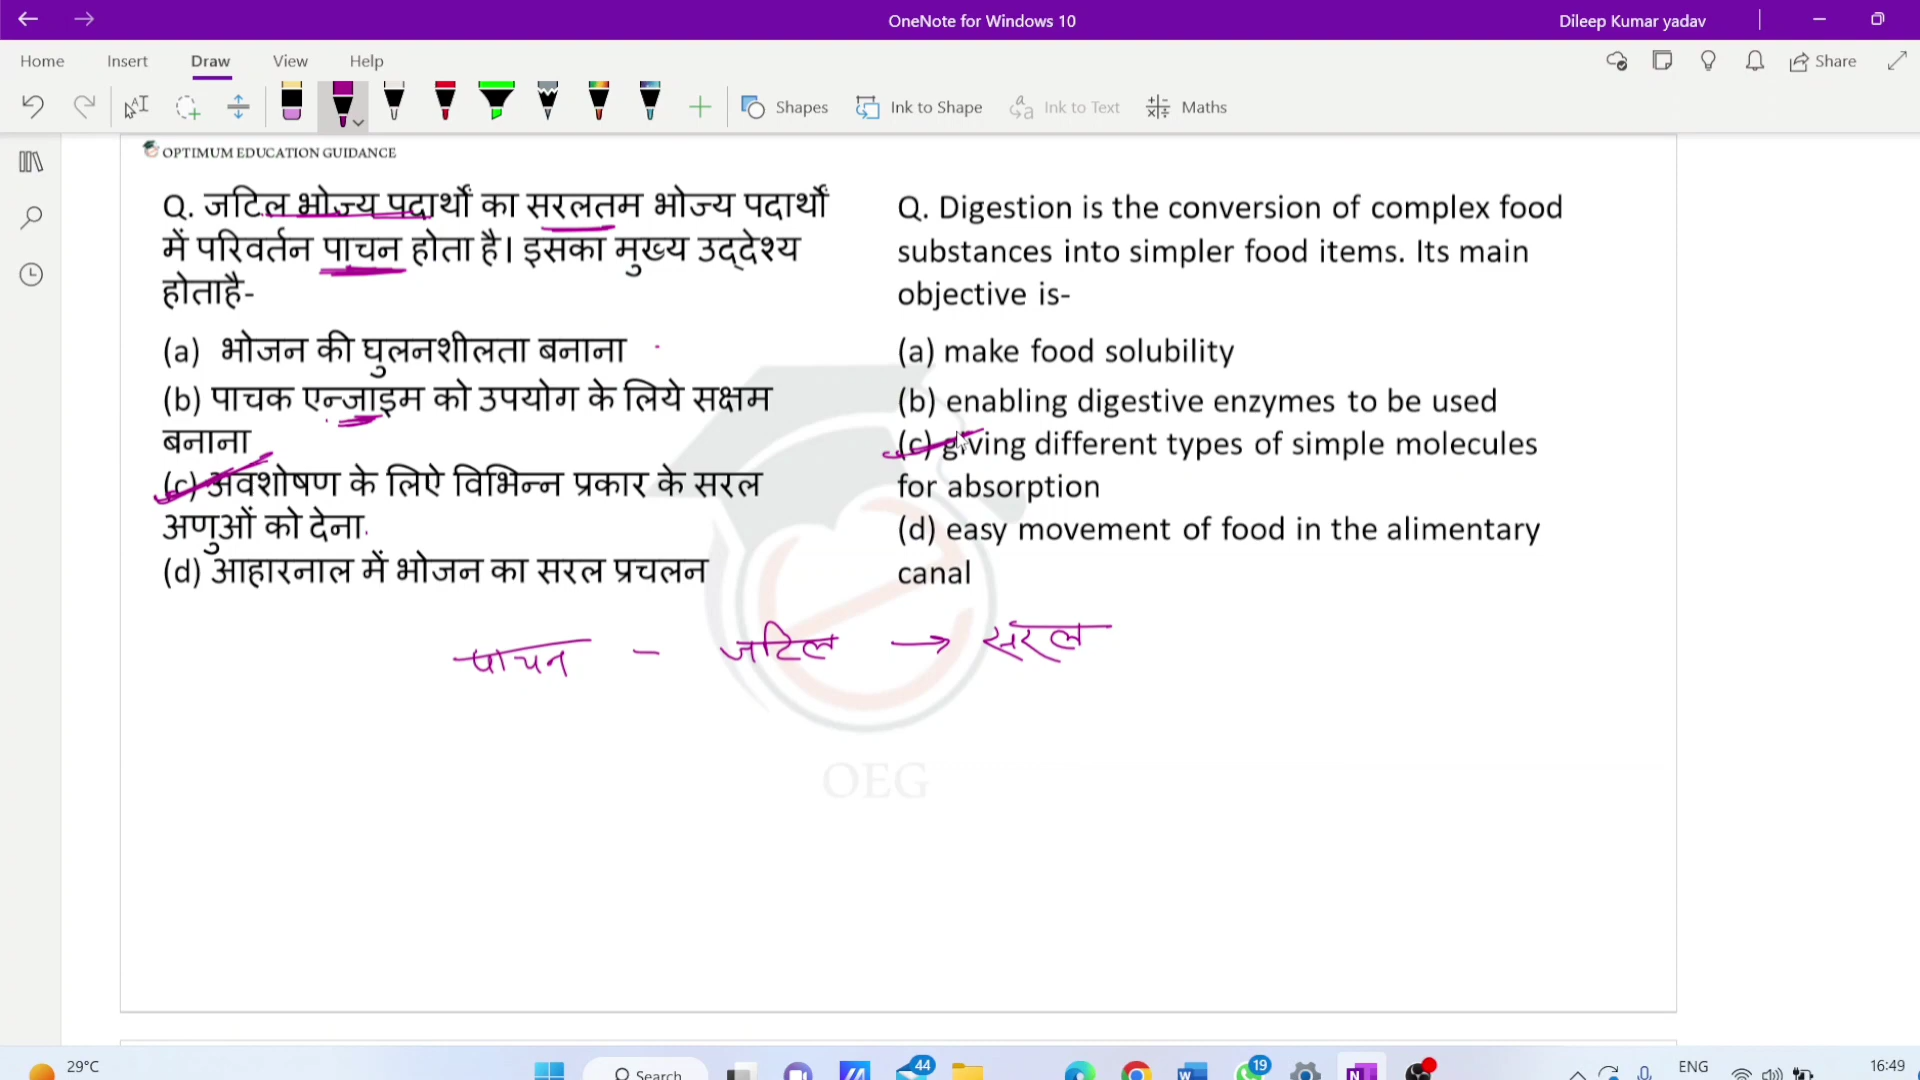 OneNote for Windows 10
Dileep Kumar yadav
Home Insert Draw View Help
Share
Shapes Ink to Shape Ink to Text Maths
OPTIMUM EDUCATION GUIDANCE
Q. जटिल भोज्य पदार्थों का सरलतम भोज्य पदार्थों
में परिवर्तन पाचन होता है। इसका मुख्य उद्देश्य
होताहै-
(a) भोजन की घुलनशीलता बनाना
(b) पाचक एन्जाइम को उपयोग के लिये सक्षम
बनाना
(c) अवशोषण के लिऐ विभिन्न प्रकार के सरल
अणुओं को देना
(d) आहारनाल में भोजन का सरल प्रचलन
Q. Digestion is the conversion of complex food
substances into simpler food items. Its main
objective is-
(a) make food solubility
(b) enabling digestive enzymes to be used
(c) giving different types of simple molecules
for absorption
(d) easy movement of food in the alimentary
canal
पाचन - जटिल → सरल
OEG
29°C
Search
44
19
ENG
16:49